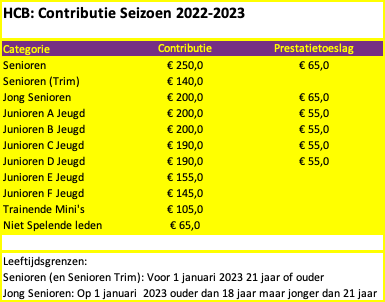 HCB: Contributie Seizoen 2022-2023
Categorie Contributie Prestatietoeslag
Senioren € 250,0 € 65,0
Senioren (Trim) € 140,0
Jong Senioren € 200,0 € 65,0
Junioren A Jeugd € 200,0 € 55,0
Junioren B Jeugd € 200,0 € 55,0
Junioren C Jeugd € 190,0 € 55,0
Junioren D Jeugd € 190,0 € 55,0
Junioren E Jeugd € 155,0
Junioren F Jeugd € 145,0
Trainende Mini's € 105,0
Niet Spelende leden € 65,0
Leeftijdsgrenzen:
Senioren (en Senioren Trim): Voor 1 januari 2023 21 jaar of ouder
Jong Senioren: Op 1 januari 2023 ouder dan 18 jaar maar jonger dan 21 jaar